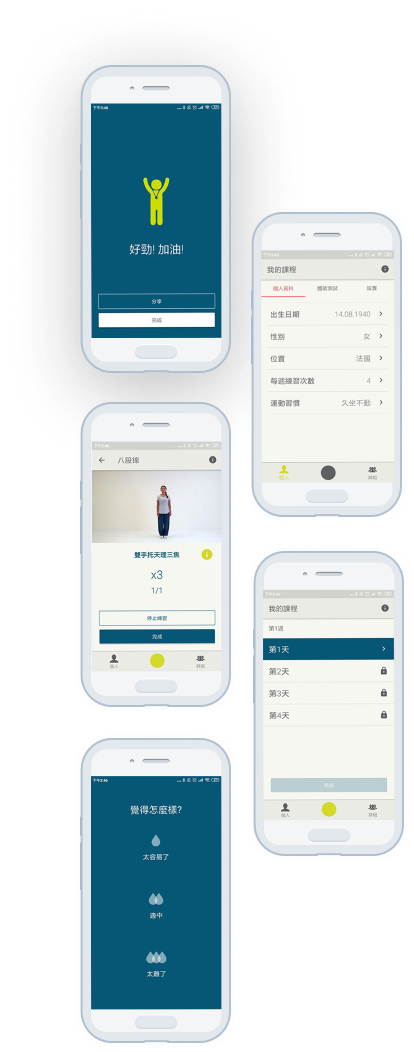 好勁! 加油!
分享
完成
我的課程
個人資料
體能測試
設置
出生日期 14.08.1940
性別 女
位置 法國
每週練習次數 4
運動習慣 久坐不動
個人
群組
八段锦
雙手托天理三焦
x3
1/1
停止練習
完成
個人
群組
我的課程
第1週
第1天
第2天
第3天
第4天
個人
群組
覺得怎麼樣?
太容易了
適中
太難了